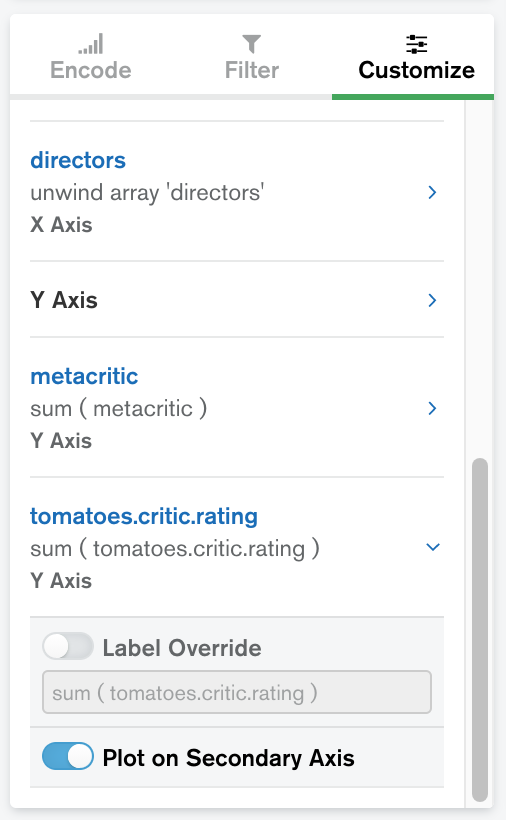 Encode
Filter
Customize
directors
unwind array 'directors'
X Axis
Y Axis
metacritic
sum ( metacritic )
Y Axis
tomatoes.critic.rating
sum ( tomatoes.critic.rating )
Y Axis
Label Override
sum ( tomatoes.critic.rating )
Plot on Secondary Axis